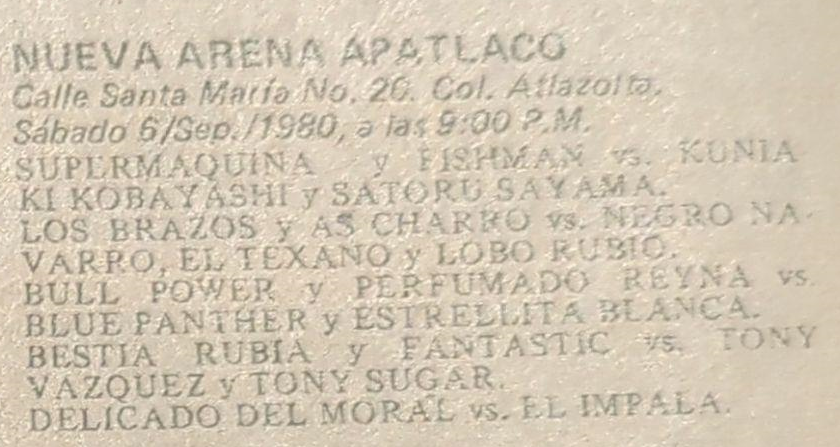 NUEVA ARENA APATLACO
Calle Santa María No. 20. Col. Atlazolpa.
Sábado 6/Sep./1980, a las 9:00 P.M.
SUPERMAQUINA y FISHMAN vs. KUNIA
KI KOBAYASHI y SATORU SAYAMA.
LOS BRAZOS y AS CHARRO vs. NEGRO NA-
VARRO, EL TEXANO y LOBO RUBIO.
BULL POWER y PERFUMADO REYNA vs.
BLUE PANTHER y ESTRELLITA BLANCA.
BESTIA RUBIA y FANTASTIC vs. TONY
VAZQUEZ y TONY SUGAR.
DELICADO DEL MORAL vs. EL IMPALA.